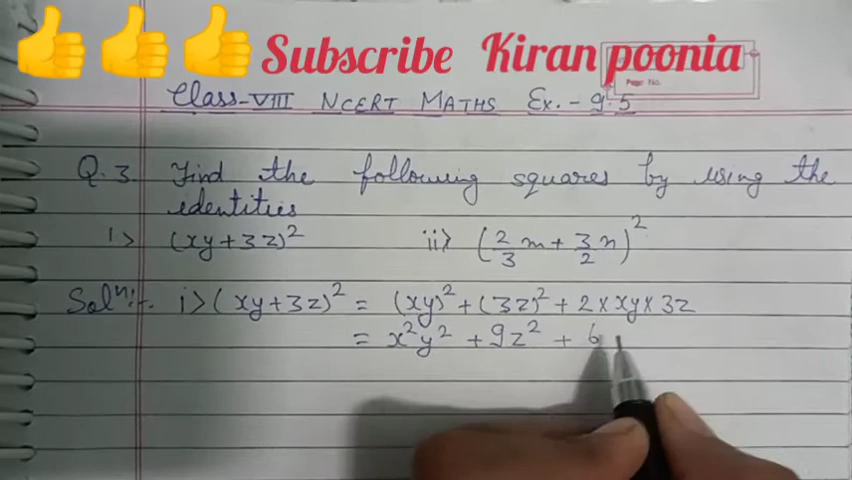 👍👍👍 Subscribe Kiran poonia
Page No.
Class-VIII NCERT MATHS Ex.-9.5
Q.3 Find the following squares by using the
identities
i> (xy+3z)² ii> (2/3 m + 3/2 n)²
Solⁿ:-. i> (xy+3z)² = (xy)² + (3z)² + 2×xy×3z
= x²y² + 9z² + 6